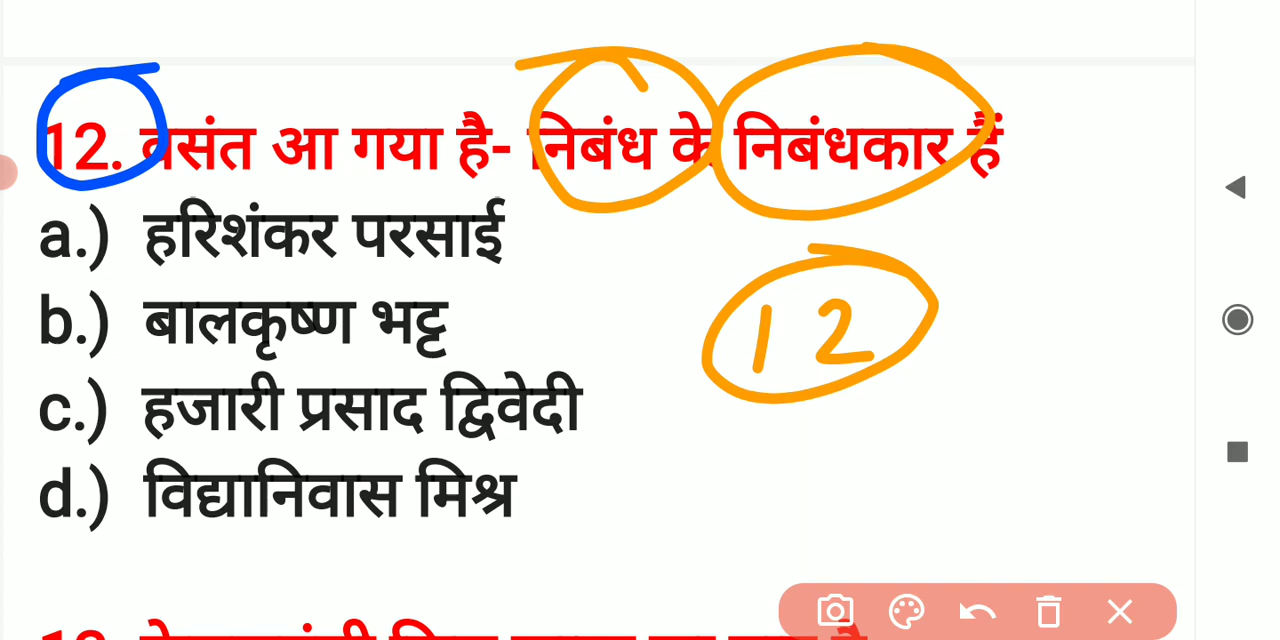 12. वसंत आ गया है- निबंध के निबंधकार हैं
a.) हरिशंकर परसाई
b.) बालकृष्ण भट्ट
12
c.) हजारी प्रसाद द्विवेदी
d.) विद्यानिवास मिश्र